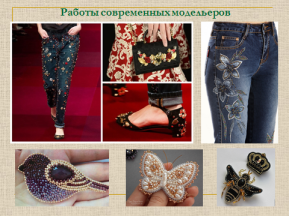 Работы современных модельеров